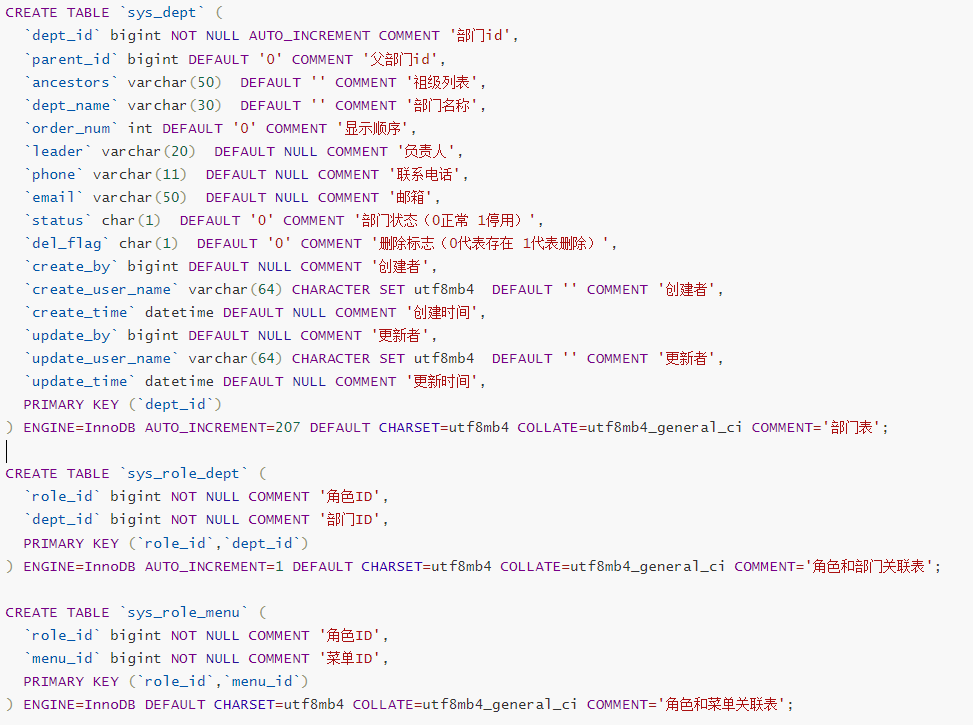 CREATE TABLE `sys_dept` (
  `dept_id` bigint NOT NULL AUTO_INCREMENT COMMENT '部门id',
  `parent_id` bigint DEFAULT '0' COMMENT '父部门id',
  `ancestors` varchar(50)  DEFAULT '' COMMENT '祖级列表',
  `dept_name` varchar(30)  DEFAULT '' COMMENT '部门名称',
  `order_num` int DEFAULT '0' COMMENT '显示顺序',
  `leader` varchar(20)  DEFAULT NULL COMMENT '负责人',
  `phone` varchar(11)  DEFAULT NULL COMMENT '联系电话',
  `email` varchar(50)  DEFAULT NULL COMMENT '邮箱',
  `status` char(1)  DEFAULT '0' COMMENT '部门状态（0正常 1停用）',
  `del_flag` char(1)  DEFAULT '0' COMMENT '删除标志（0代表存在 1代表删除）',
  `create_by` bigint DEFAULT NULL COMMENT '创建者',
  `create_user_name` varchar(64) CHARACTER SET utf8mb4  DEFAULT '' COMMENT '创建者',
  `create_time` datetime DEFAULT NULL COMMENT '创建时间',
  `update_by` bigint DEFAULT NULL COMMENT '更新者',
  `update_user_name` varchar(64) CHARACTER SET utf8mb4  DEFAULT '' COMMENT '更新者',
  `update_time` datetime DEFAULT NULL COMMENT '更新时间',
  PRIMARY KEY (`dept_id`)
) ENGINE=InnoDB AUTO_INCREMENT=207 DEFAULT CHARSET=utf8mb4 COLLATE=utf8mb4_general_ci COMMENT='部门表';
CREATE TABLE `sys_role_dept` (
  `role_id` bigint NOT NULL COMMENT '角色ID',
  `dept_id` bigint NOT NULL COMMENT '部门ID',
  PRIMARY KEY (`role_id`,`dept_id`)
) ENGINE=InnoDB AUTO_INCREMENT=1 DEFAULT CHARSET=utf8mb4 COLLATE=utf8mb4_general_ci COMMENT='角色和部门关联表';
CREATE TABLE `sys_role_menu` (
  `role_id` bigint NOT NULL COMMENT '角色ID',
  `menu_id` bigint NOT NULL COMMENT '菜单ID',
  PRIMARY KEY (`role_id`,`menu_id`)
) ENGINE=InnoDB DEFAULT CHARSET=utf8mb4 COLLATE=utf8mb4_general_ci COMMENT='角色和菜单关联表';